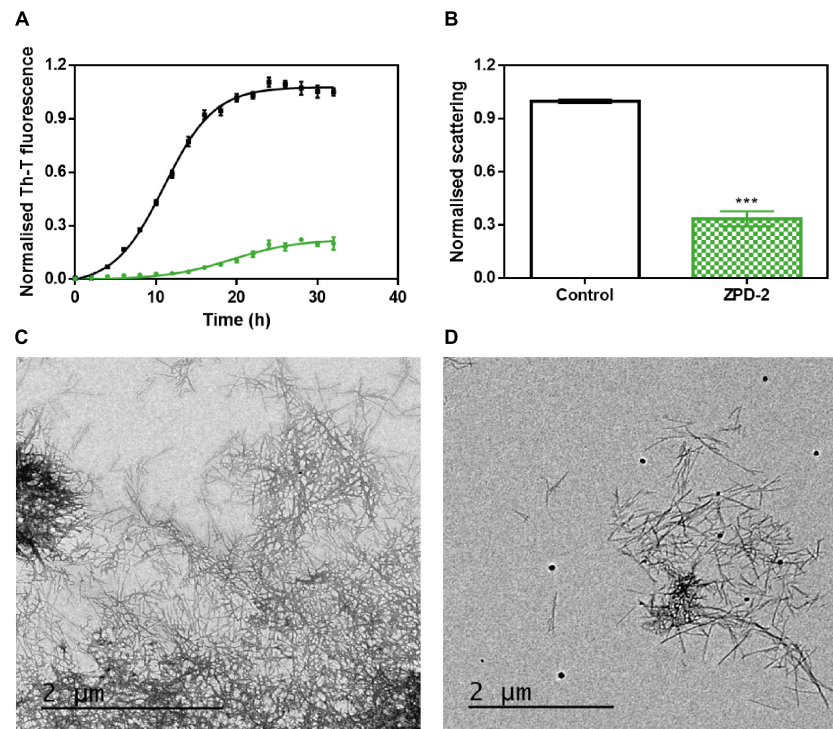 A
Normalised Th-T fluorescence
1.2
0.9
0.6
0.3
0.0
0
10
20
30
40
Time (h)
B
Normalised scattering
1.2
0.9
0.6
0.3
0.0
***
Control
ZPD-2
C
2 µm
D
2 µm